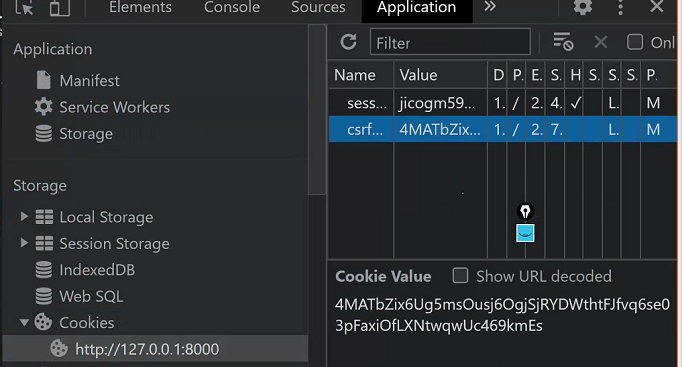 Elements Console Sources Application »
Application
Manifest
Service Workers
Storage
Storage
Local Storage
Session Storage
IndexedDB
Web SQL
Cookies
http://127.0.0.1:8000
Filter
Onl
Name Value D P. E. S. H S. S. S. P.
sess... jicogm59... 1. / 2. 4. ✓ L. M
csrf... 4MATbZix... 1. / 2. 7. L. M
Cookie Value Show URL decoded
4MATbZix6Ug5msOusj6OgjSjRYDWthtFJfvq6se0
3pFaxiOfLXNtwqwUc469kmEs